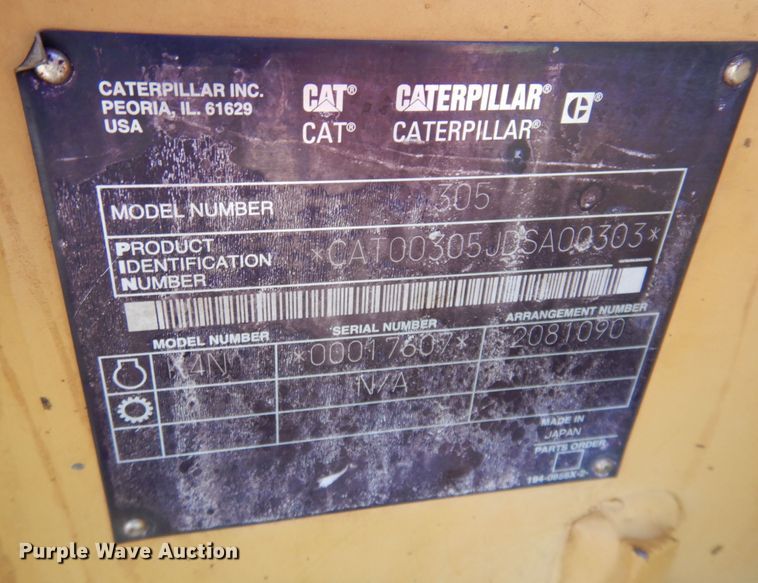 CATERPILLAR INC.
PEORIA, IL. 61629
USA
CAT® CATERPILLAR® C®
CAT® CATERPILLAR®
MODEL NUMBER 305
PRODUCT
IDENTIFICATION *CAT00305JDSA00303*
NUMBER
MODEL NUMBER SERIAL NUMBER ARRANGEMENT NUMBER
K4N *00017607* 2081090
N/A
MADE IN
JAPAN
PARTS ORDER
Purple Wave Auction